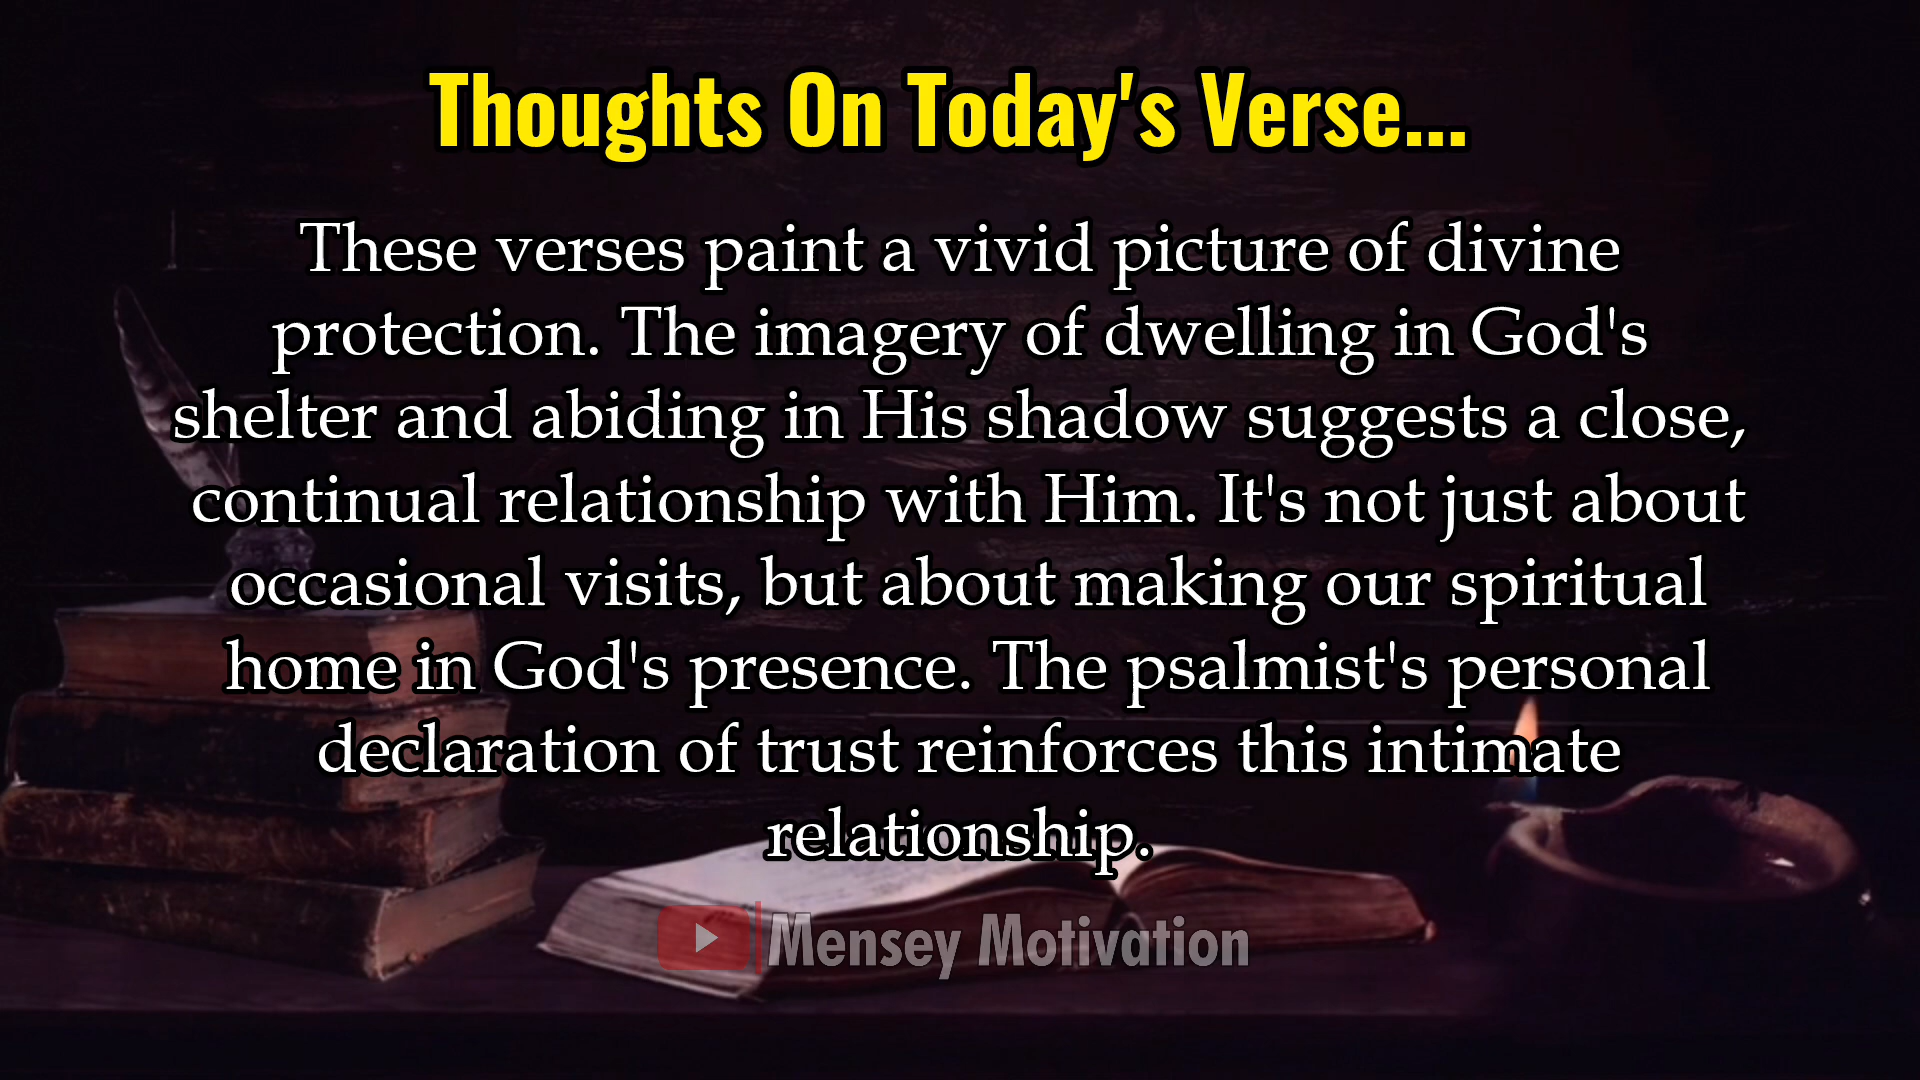 Thoughts On Today's Verse...
These verses paint a vivid picture of divine
protection. The imagery of dwelling in God's
shelter and abiding in His shadow suggests a close,
continual relationship with Him. It's not just about
occasional visits, but about making our spiritual
home in God's presence. The psalmist's personal
declaration of trust reinforces this intimate
relationship.
Mensey Motivation